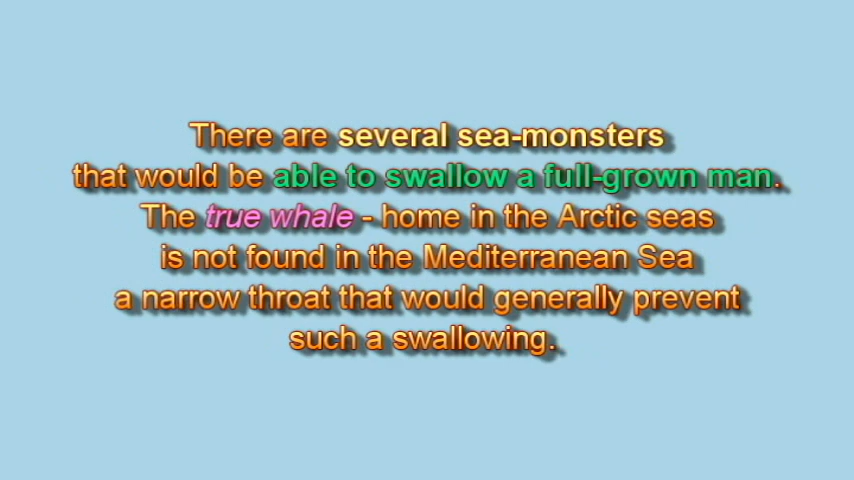 There are several sea-monsters
that would be able to swallow a full-grown man.
The true whale - home in the Arctic seas
is not found in the Mediterranean Sea
a narrow throat that would generally prevent
such a swallowing.